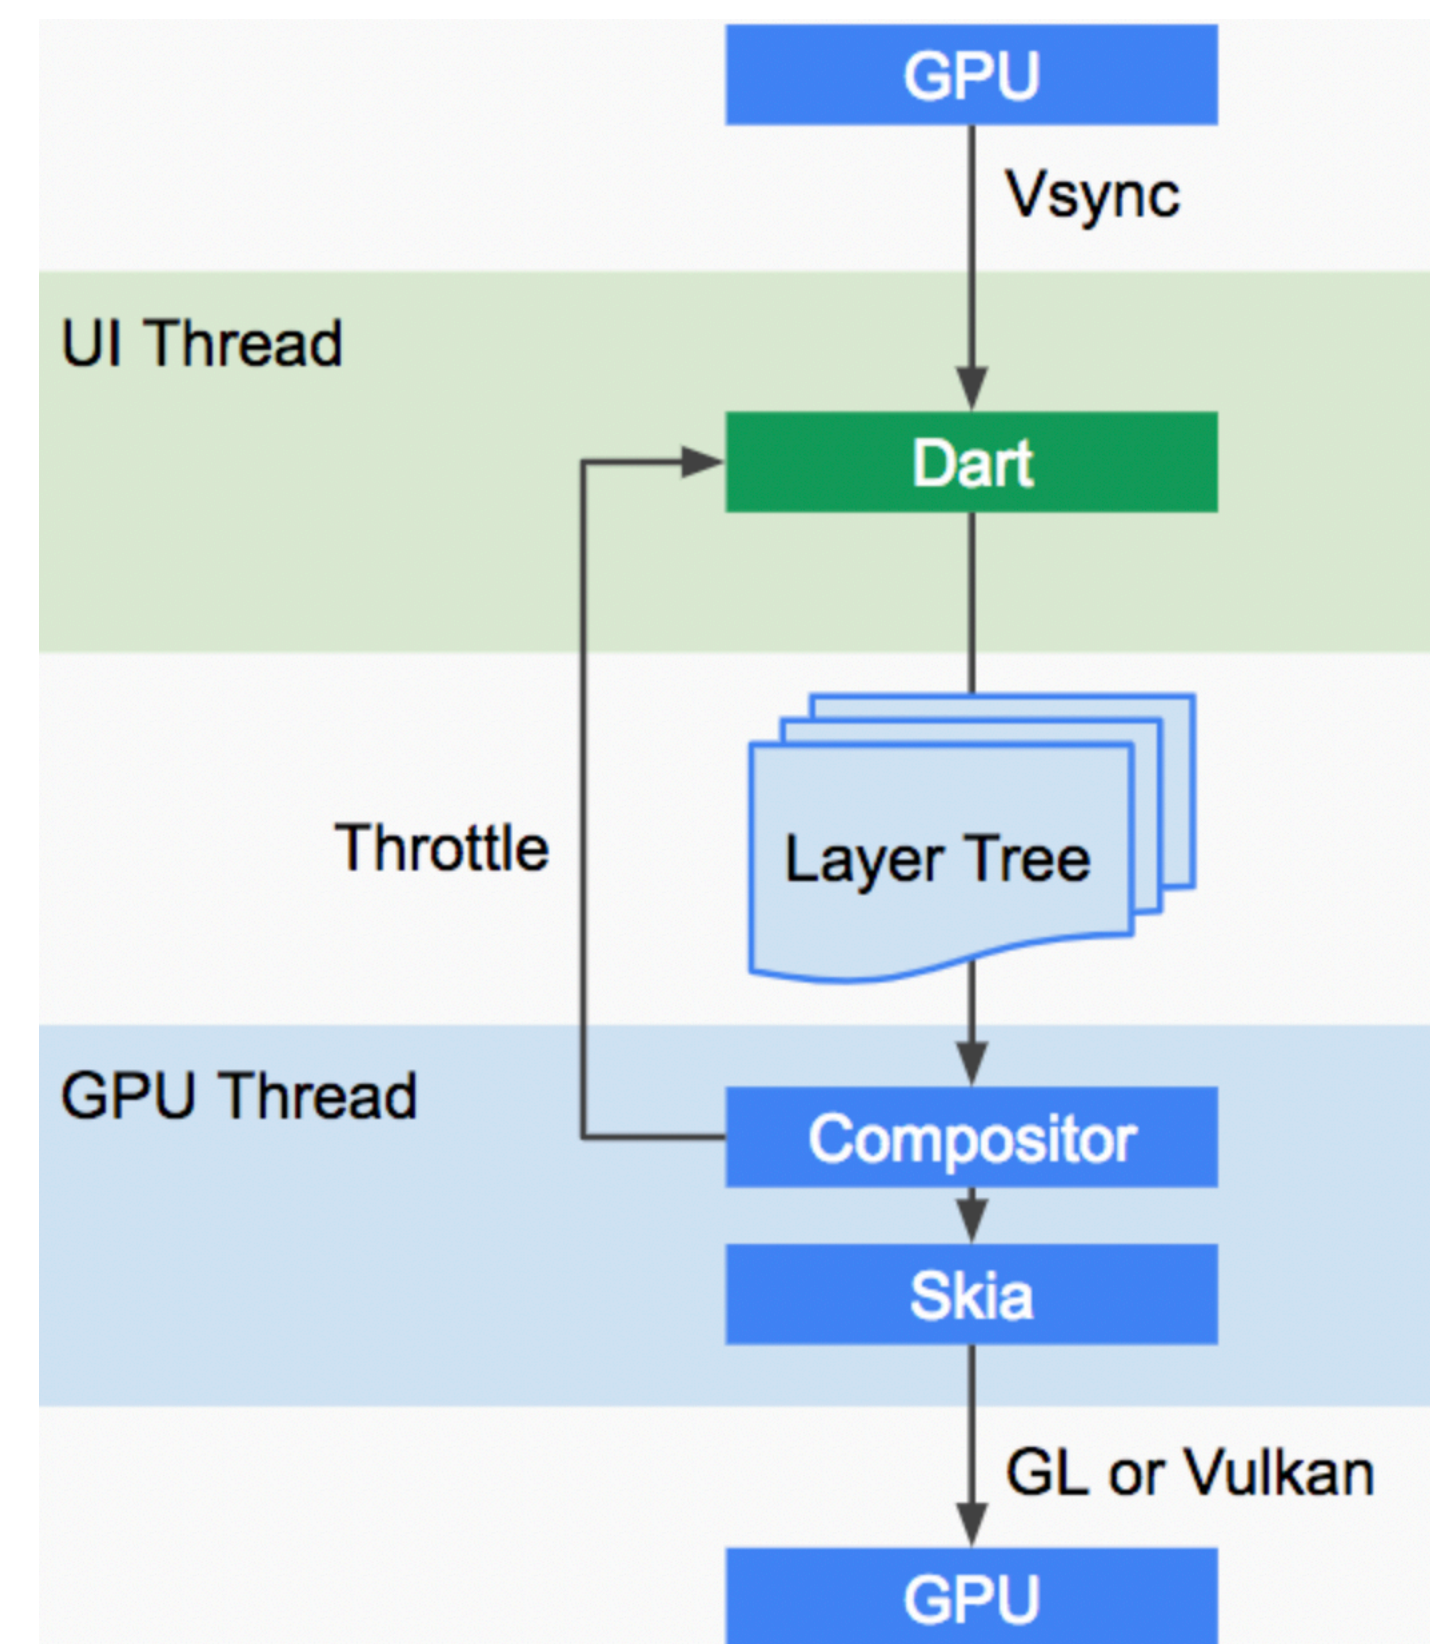 GPU
Vsync
UI Thread
Dart
Throttle
Layer Tree
GPU Thread
Compositor
Skia
GL or Vulkan
GPU